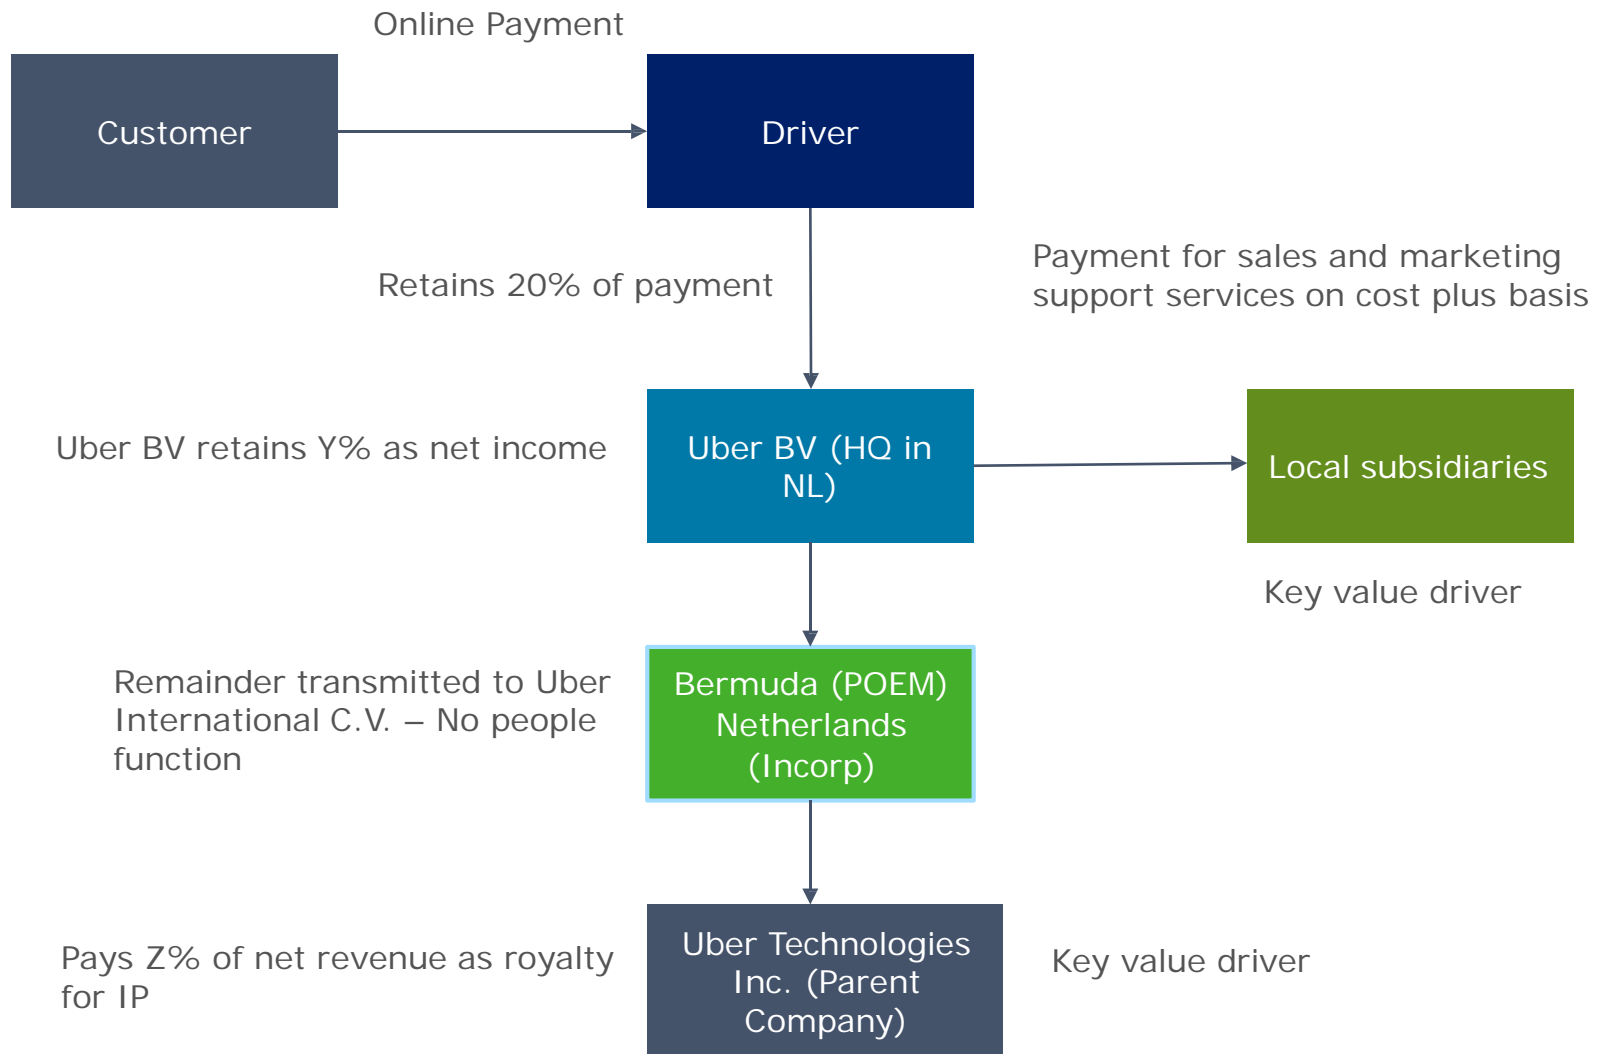 Online Payment
Customer
Driver
Retains 20% of payment
Payment for sales and marketing
support services on cost plus basis
Uber BV retains Y% as net income
Uber BV (HQ in
NL)
Local subsidiaries
Key value driver
Remainder transmitted to Uber
International C.V. – No people
function
Bermuda (POEM)
Netherlands
(Incorp)
Pays Z% of net revenue as royalty
for IP
Uber Technologies
Inc. (Parent
Company)
Key value driver